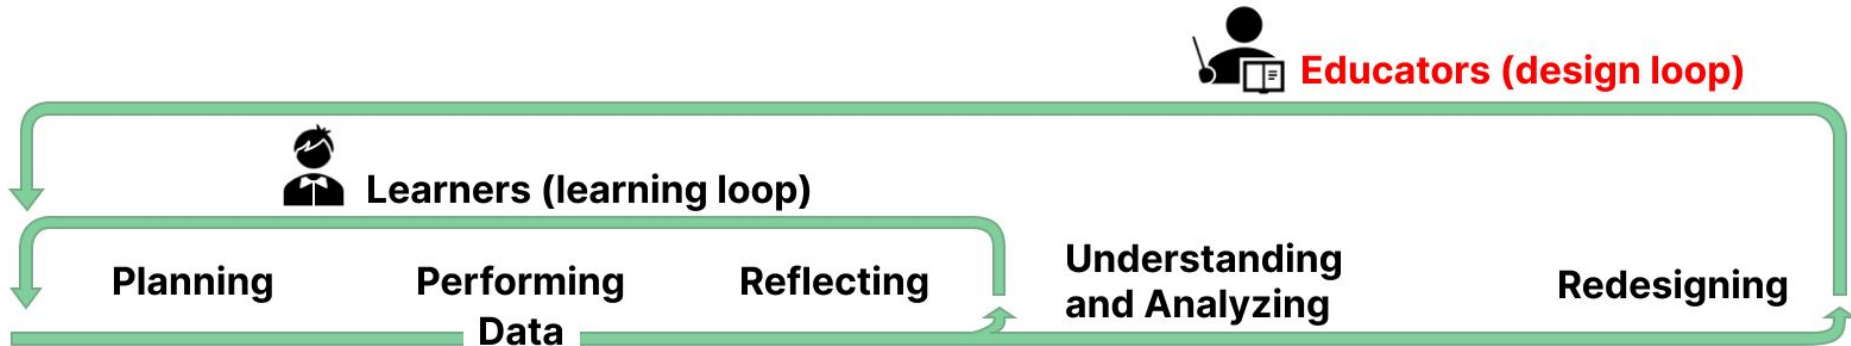 Educators (design loop)
Learners (learning loop)
Planning
Performing
Reflecting
Understanding
and Analyzing
Redesigning
Data